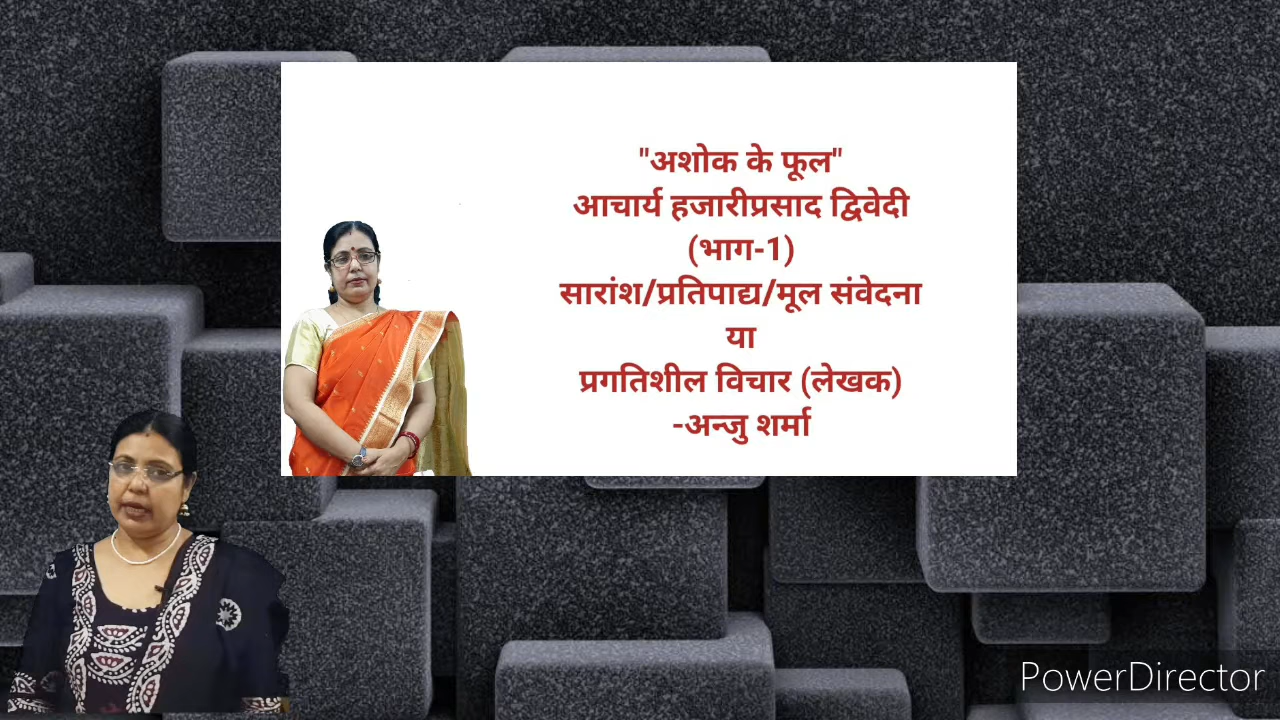 "अशोक के फूल"
आचार्य हजारीप्रसाद द्विवेदी
(भाग-1)
सारांश/प्रतिपाद्य/मूल संवेदना
या
प्रगतिशील विचार (लेखक)
-अन्जु शर्मा
PowerDirector